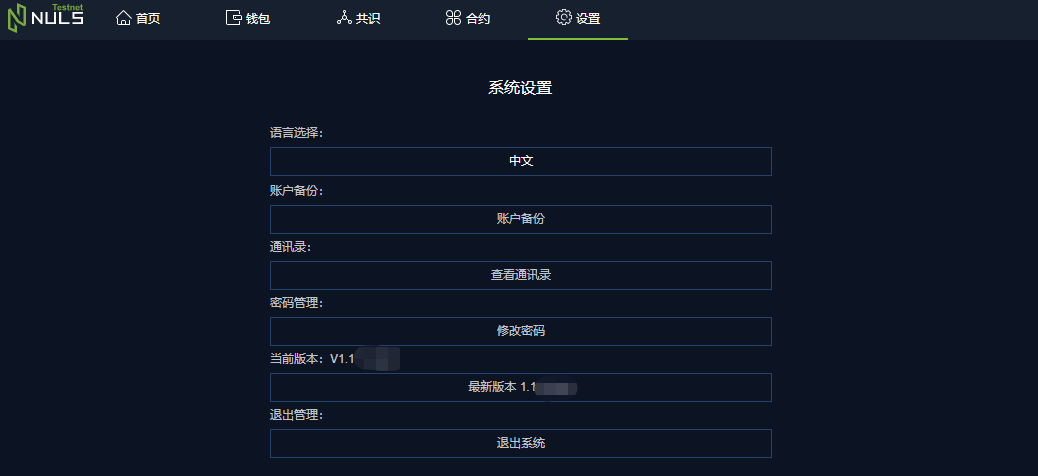 Testnet
NULS 首页 钱包 共识 合约 设置
系统设置
语言选择：
中文
账户备份：
账户备份
通讯录：
查看通讯录
密码管理：
修改密码
当前版本：V1.1
最新版本 1.1
退出管理：
退出系统